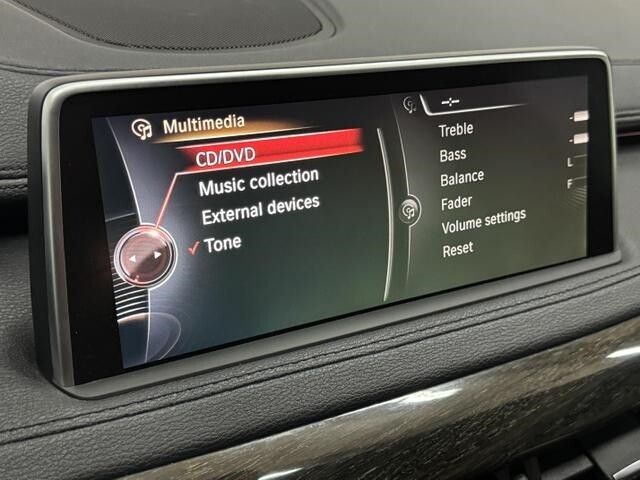 Multimedia
CD/DVD
Music collection
External devices
Tone
-:-
Treble
Bass
Balance
Fader
Volume settings
Reset
L
F